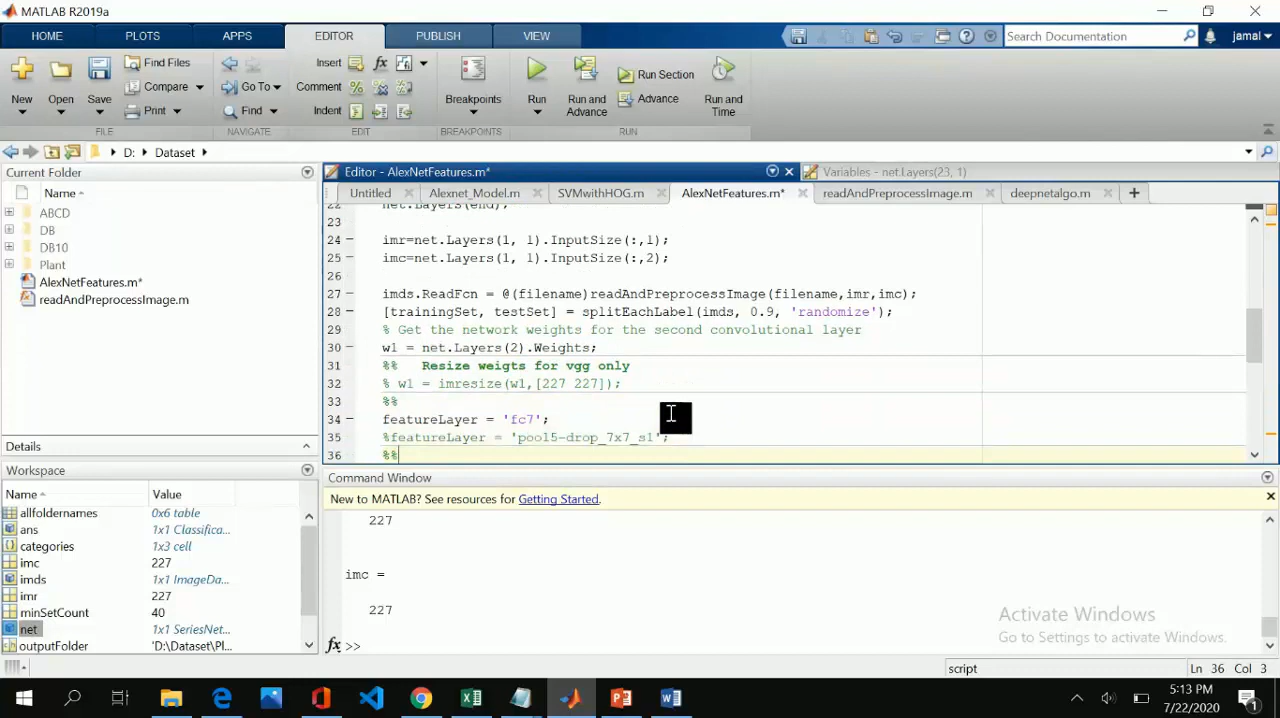 MATLAB R2019a
HOME PLOTS APPS EDITOR PUBLISH VIEW
Search Documentation
jamal
New Open Save
Find Files
Compare
Print
FILE
Go To
Find
NAVIGATE
Insert
Comment
Indent
EDIT
Breakpoints
BREAKPOINTS
Run
Run and Advance
Run Section
Advance
Run and Time
RUN
D: Dataset
Current Folder
Name
ABCD
DB
DB10
Plant
AlexNetFeatures.m*
readAndPreprocessImage.m
Details
Workspace
Name Value
allfoldernames 0x6 table
ans 1x1 Classifica...
categories 1x3 cell
imc 227
imds 1x1 ImageDa...
imr 227
minSetCount 40
net 1x1 SeriesNet...
outputFolder 'D:\Dataset\Pl...
Editor - AlexNetFeatures.m*
Variables - net.Layers(23, 1)
Untitled Alexnet_Model.m SVMwithHOG.m AlexNetFeatures.m* readAndPreprocessImage.m deepnetalgo.m
22 net.Layers(end);
23
24 imr=net.Layers(1, 1).InputSize(:,1);
25 imc=net.Layers(1, 1).InputSize(:,2);
26
27 imds.ReadFcn = @(filename)readAndPreprocessImage(filename,imr,imc);
28 [trainingSet, testSet] = splitEachLabel(imds, 0.9, 'randomize');
29 % Get the network weights for the second convolutional layer
30 w1 = net.Layers(2).Weights;
31 %% Resize weigts for vgg only
32 % w1 = imresize(w1,[227 227]);
33 %%
34 featureLayer = 'fc7';
35 %featureLayer = 'pool5-drop_7x7_s1';
36 %%
Command Window
New to MATLAB? See resources for Getting Started.
227
imc =
227
fx >>
Activate Windows
Go to Settings to activate Windows.
script
Ln 36 Col 3
5:13 PM
7/22/2020